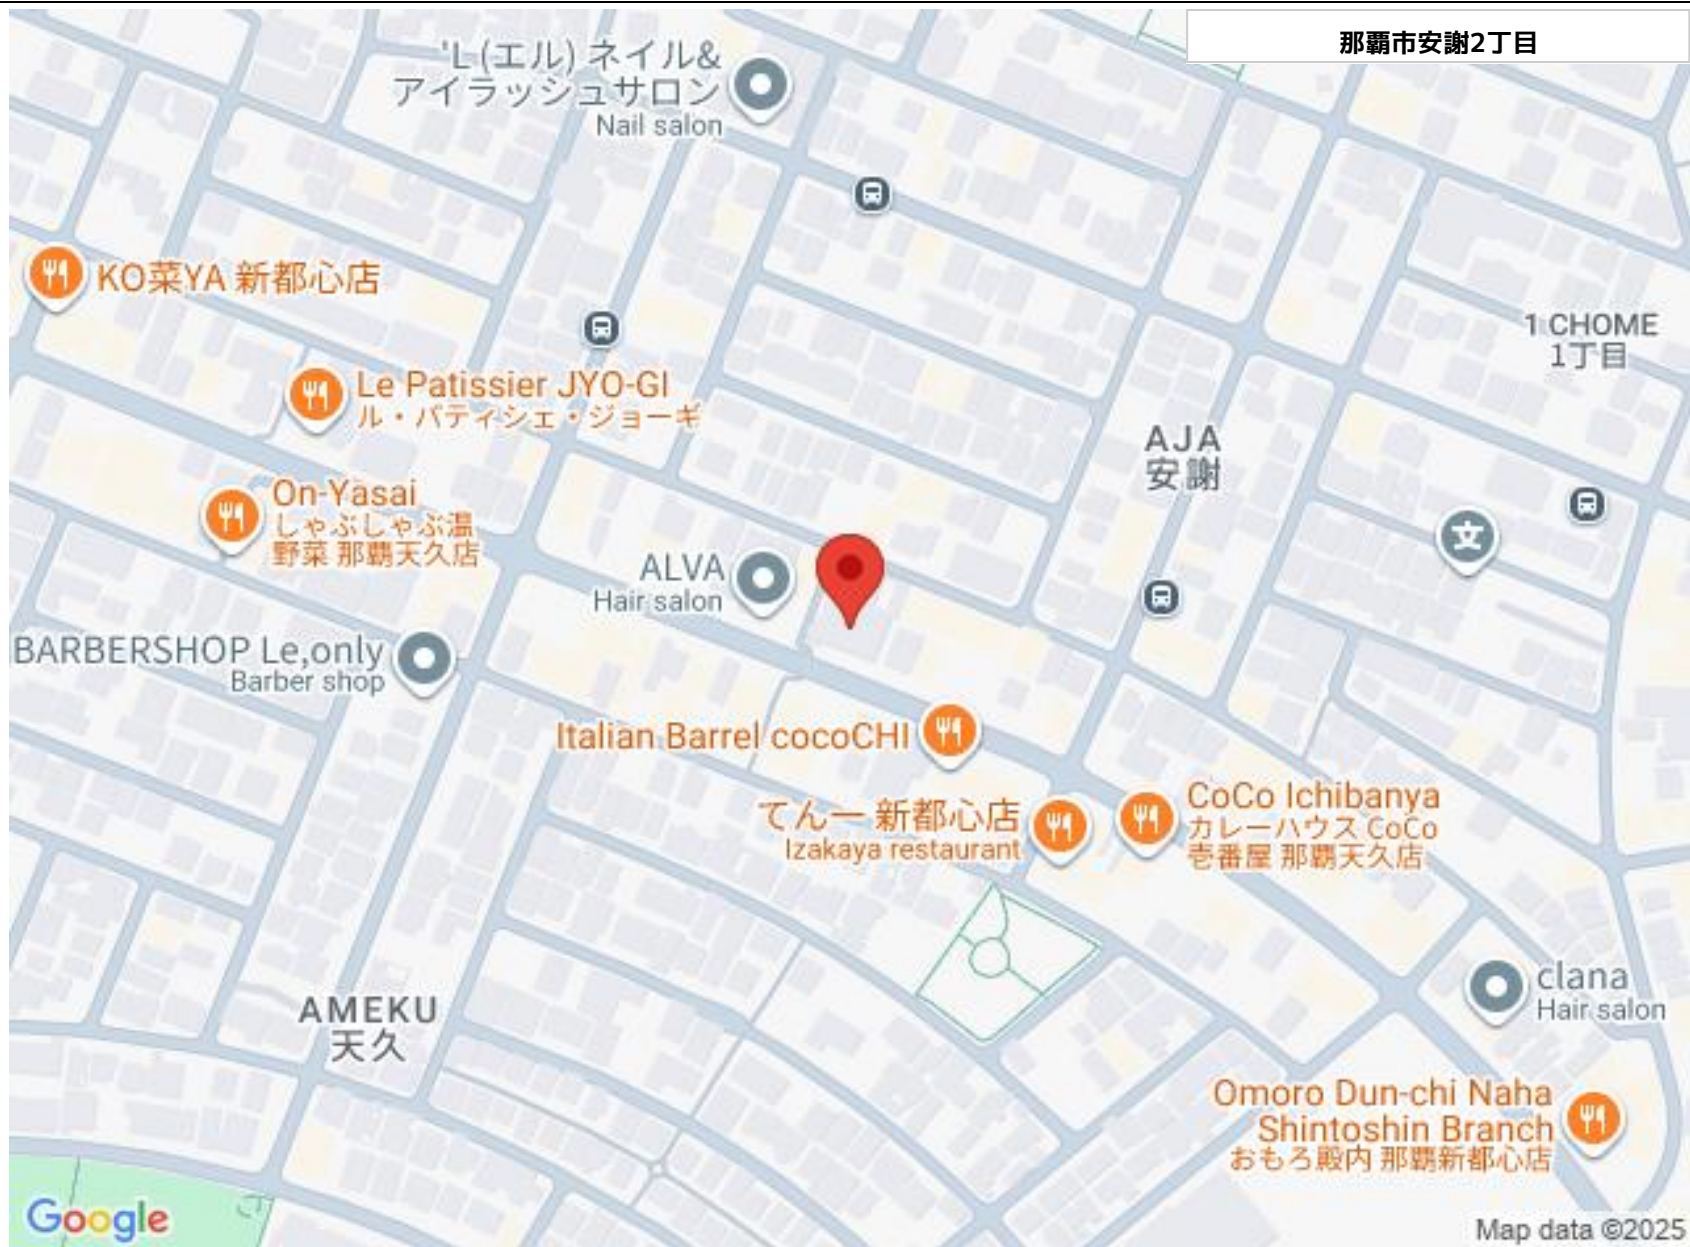 那覇市安謝2丁目
'L (エル) ネイル&
アイラッシュサロン
Nail salon
KO菜YA 新都心店
1 CHOME
1丁目
Le Patissier JYO-GI
ル・パティシェ・ジョーギ
AJA
安謝
On-Yasai
しゃぶしゃぶ温
野菜 那覇天久店
文
ALVA
Hair salon
BARBERSHOP Le,only
Barber shop
Italian Barrel cocoCHI
てん一 新都心店
Izakaya restaurant
CoCo Ichibanya
カレーハウス CoCo
壱番屋 那覇天久店
clana
Hair salon
AMEKU
天久
Omoro Dun-chi Naha
Shintoshin Branch
おもろ殿内 那覇新都心店
Google
Map data ©2025